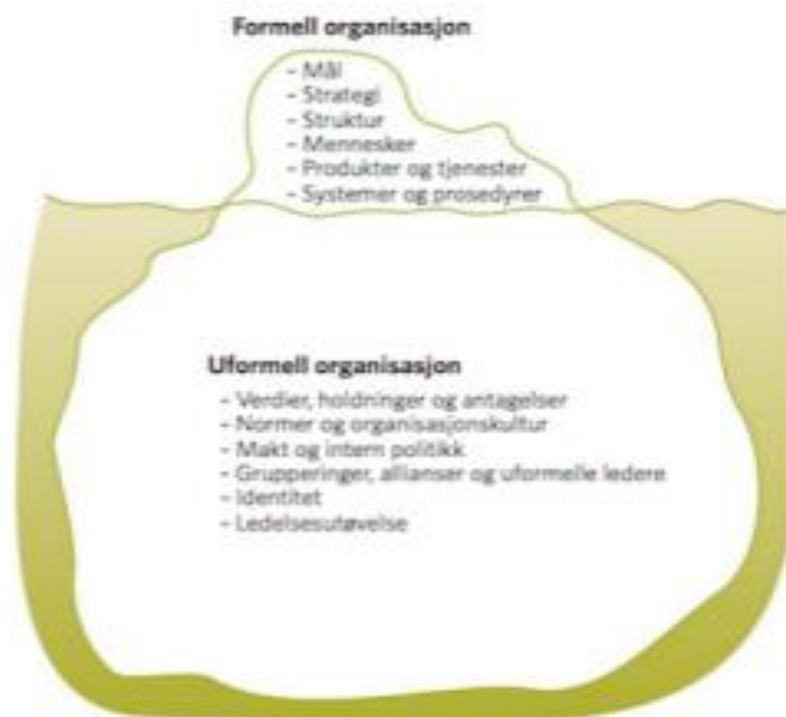 Formell organisasjon
- Mål
- Strategi
- Struktur
- Mennesker
- Produkter og tjenester
- Systemer og prosedyrer
Uformell organisasjon
- Verdier, holdninger og antagelser
- Normer og organisasjonskultur
- Makt og intern politikk
- Grupperinger, allianser og uformelle ledere
- Identitet
- Ledelsesutøvelse